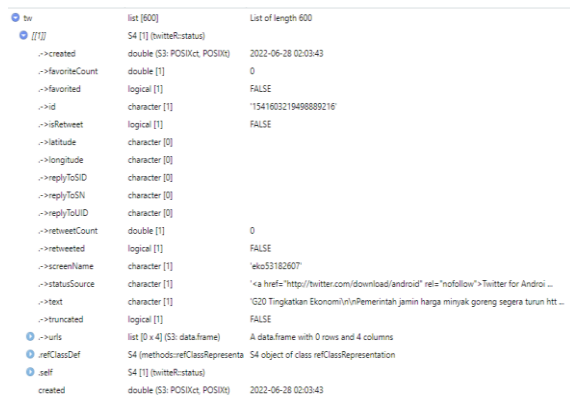 tw list [600] List of length 600
[[1]] S4 [1] (twitteR::status)
.->created double (S3: POSIXct, POSIXt) 2022-06-28 02:03:43
.->favoriteCount double [1] 0
.->favorited logical [1] FALSE
.->id character [1] '1541603219498889216'
.->isRetweet logical [1] FALSE
.->latitude character [0]
.->longitude character [0]
.->replyToSID character [0]
.->replyToSN character [0]
.->replyToUID character [0]
.->retweetCount double [1] 0
.->retweeted logical [1] FALSE
.->screenName character [1] 'eko53182607'
.->statusSource character [1] '<a href="http://twitter.com/download/android" rel="nofollow">Twitter for Androi ...
.->text character [1] 'G20 Tingkatkan Ekonomi\n\nPemerintah jamin harga minyak goreng segera turun htt ...
.->truncated logical [1] FALSE
.->urls list [0 x 4] (S3: data.frame) A data.frame with 0 rows and 4 columns
.refClassDef S4 (methods::refClassRepresenta S4 object of class refClassRepresentation
.self S4 [1] (twitteR::status)
created double (S3: POSIXct, POSIXt) 2022-06-28 02:03:43